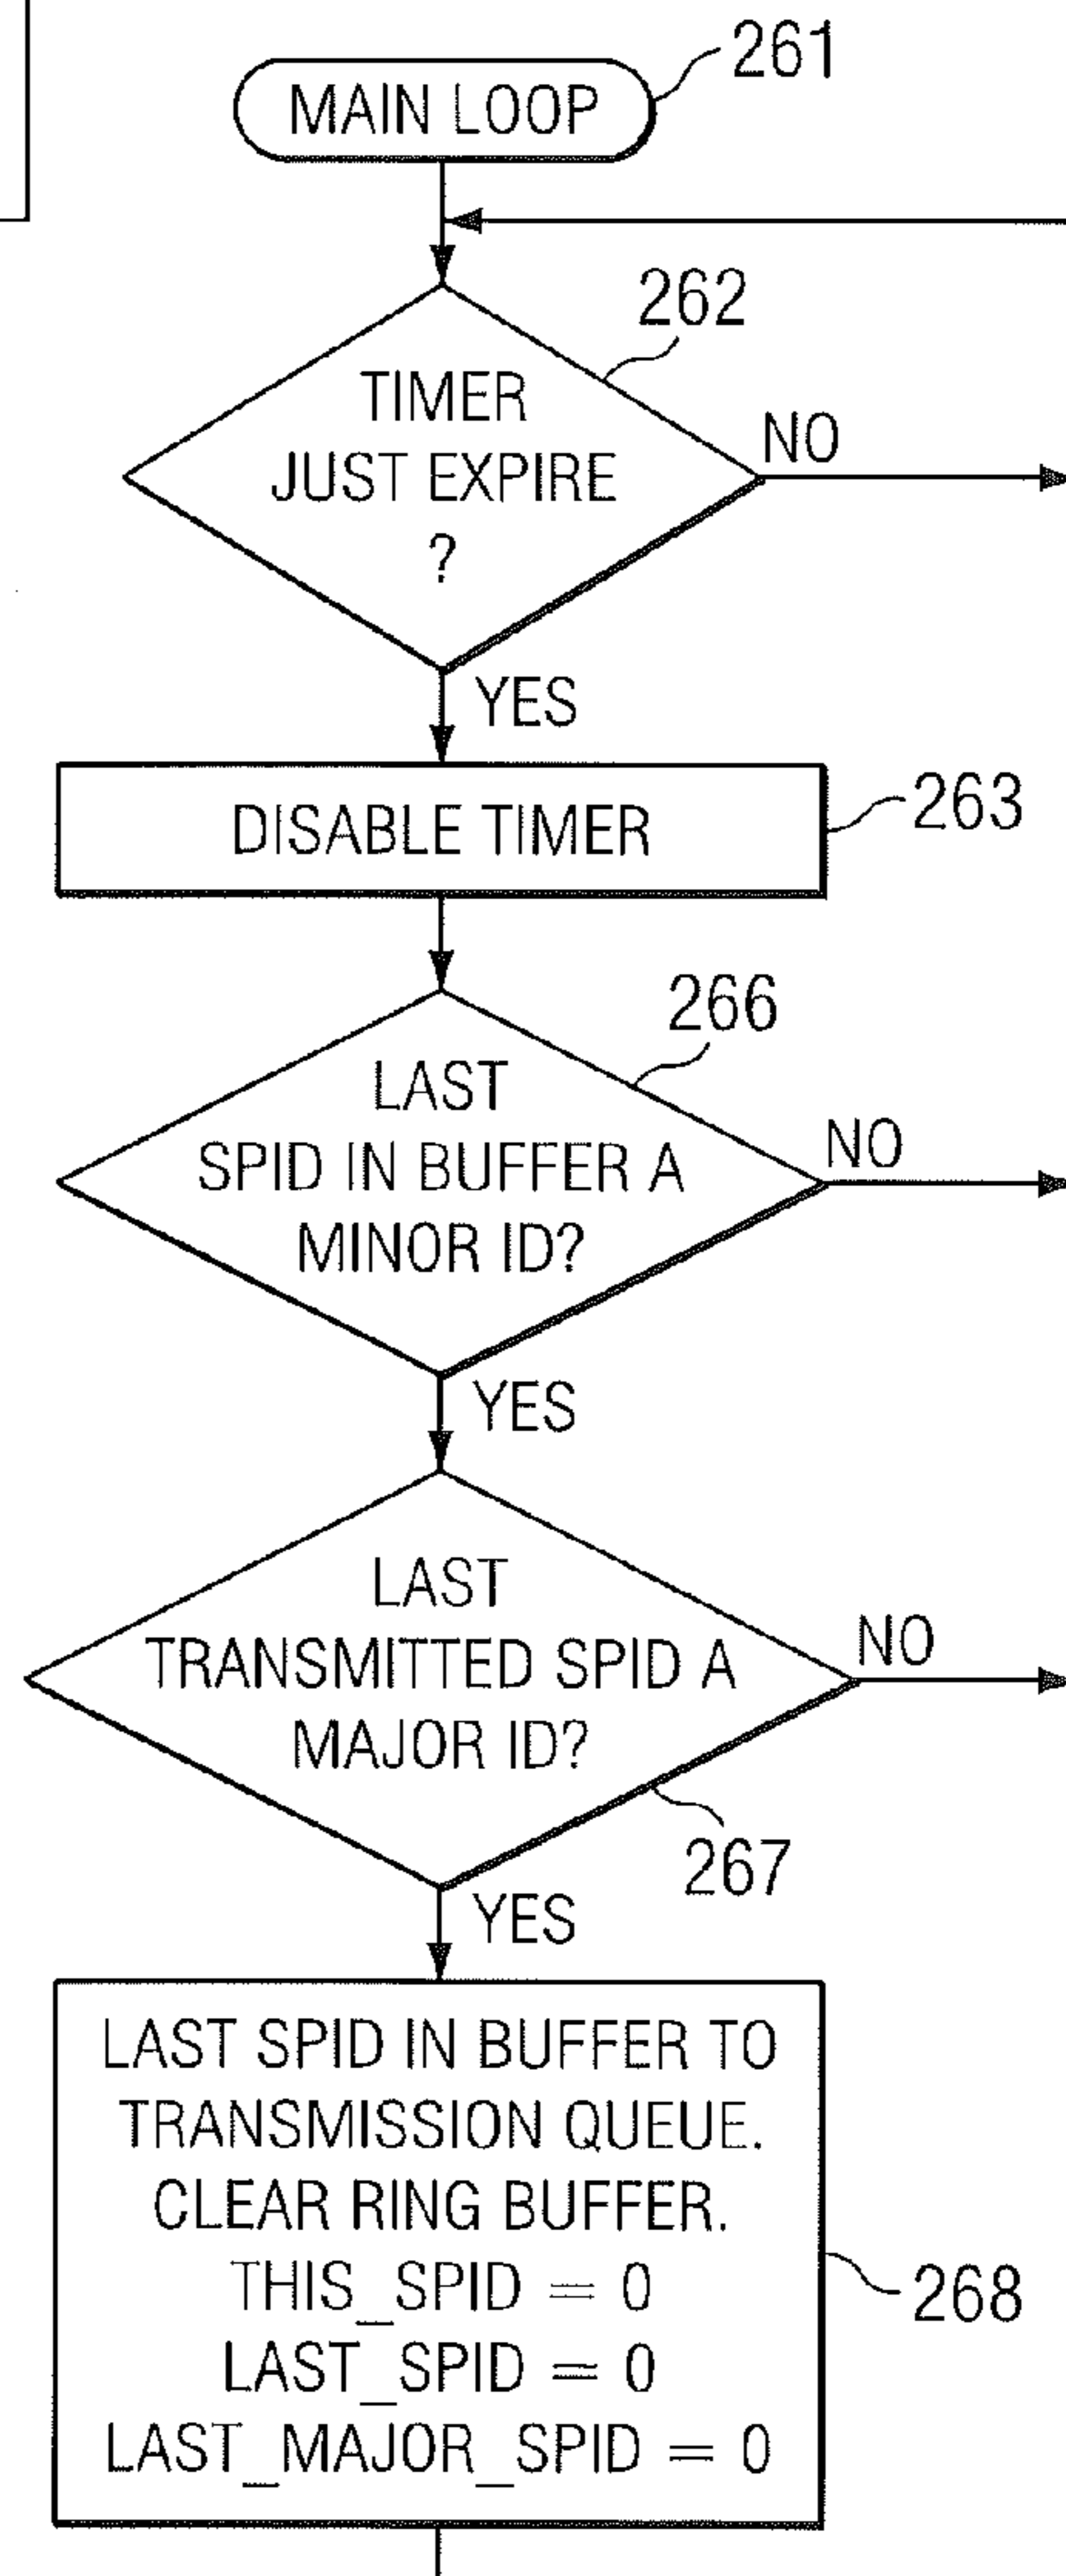 261
MAIN LOOP
262
TIMER
JUST EXPIRE
?
NO
YES
DISABLE TIMER
263
266
LAST
SPID IN BUFFER A
MINOR ID?
NO
YES
LAST
TRANSMITTED SPID A
MAJOR ID?
NO
267
YES
LAST SPID IN BUFFER TO
TRANSMISSION QUEUE.
CLEAR RING BUFFER.
THIS_SPID = 0
LAST_SPID = 0
LAST_MAJOR_SPID = 0
268